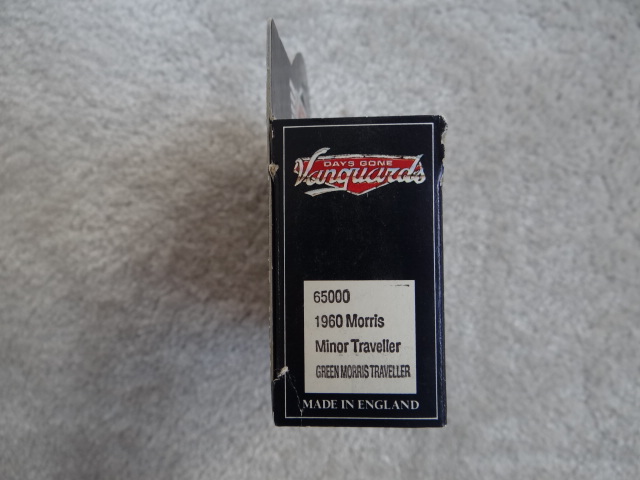 DAYS GONE
Vanguards
65000
1960 Morris
Minor Traveller
GREEN MORRIS TRAVELLER
MADE IN ENGLAND